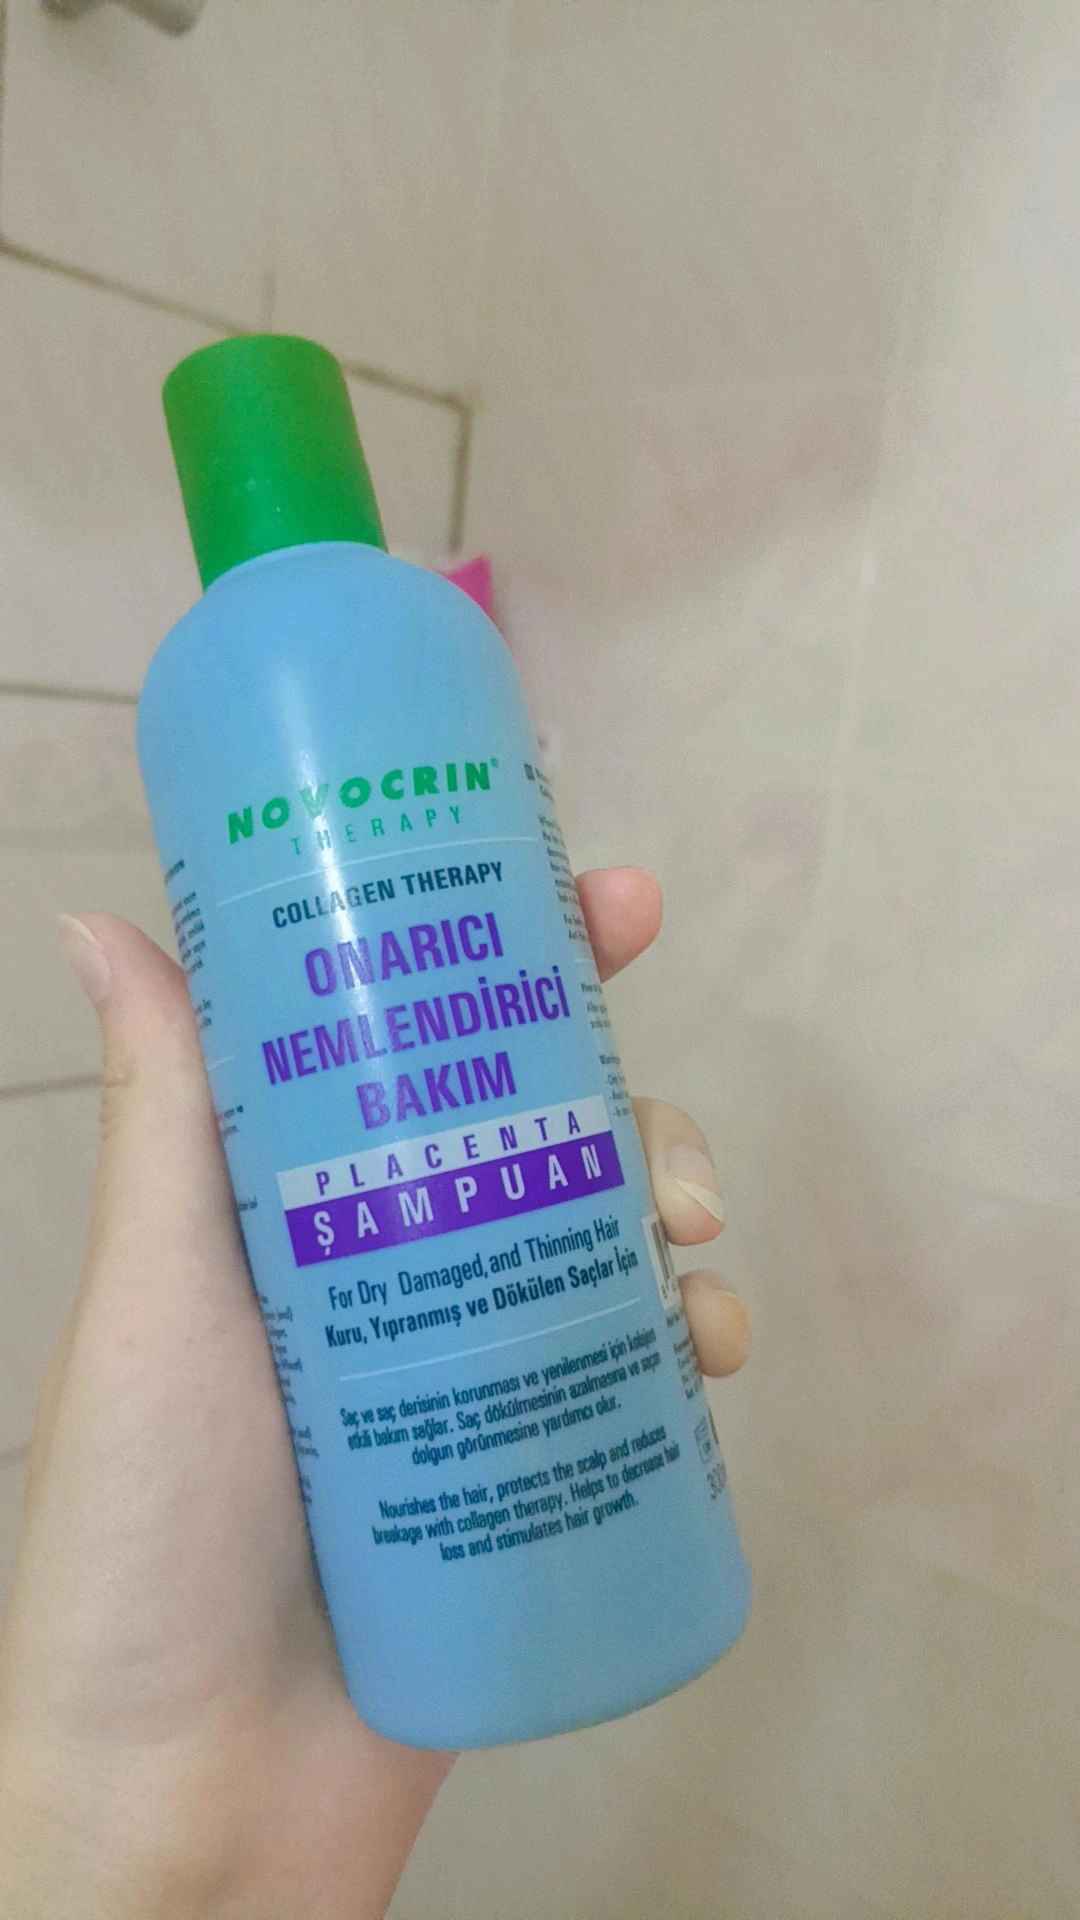 NOVOCRIN®
THERAPY
COLLAGEN THERAPY
ONARICI
NEMLENDİRİCİ
BAKIM
PLACENTA
ŞAMPUAN
For Dry Damaged, and Thinning Hair
Kuru, Yıpranmış ve Dökülen Saçlar İçin
Saç ve saç derisinin korunması ve yenilenmesi için kolajen
etkili bakım sağlar. Saç dökülmesinin azalmasına ve saçın
dolgun görünmesine yardımcı olur.
Nourishes the hair, protects the scalp and reduces
breakage with collagen therapy. Helps to decrease hair
loss and stimulates hair growth.